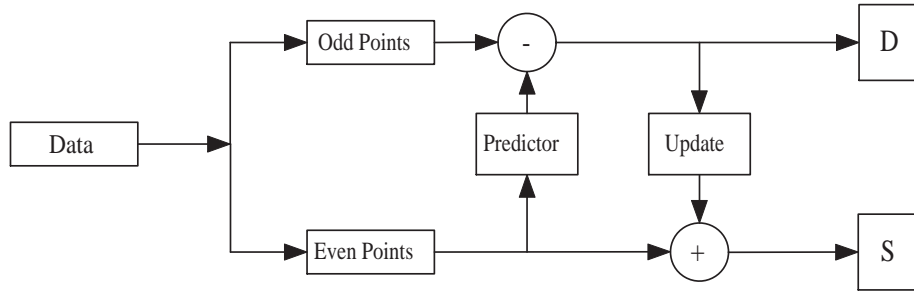 Odd Points
-
D
Data
Predictor
Update
Even Points
+
S